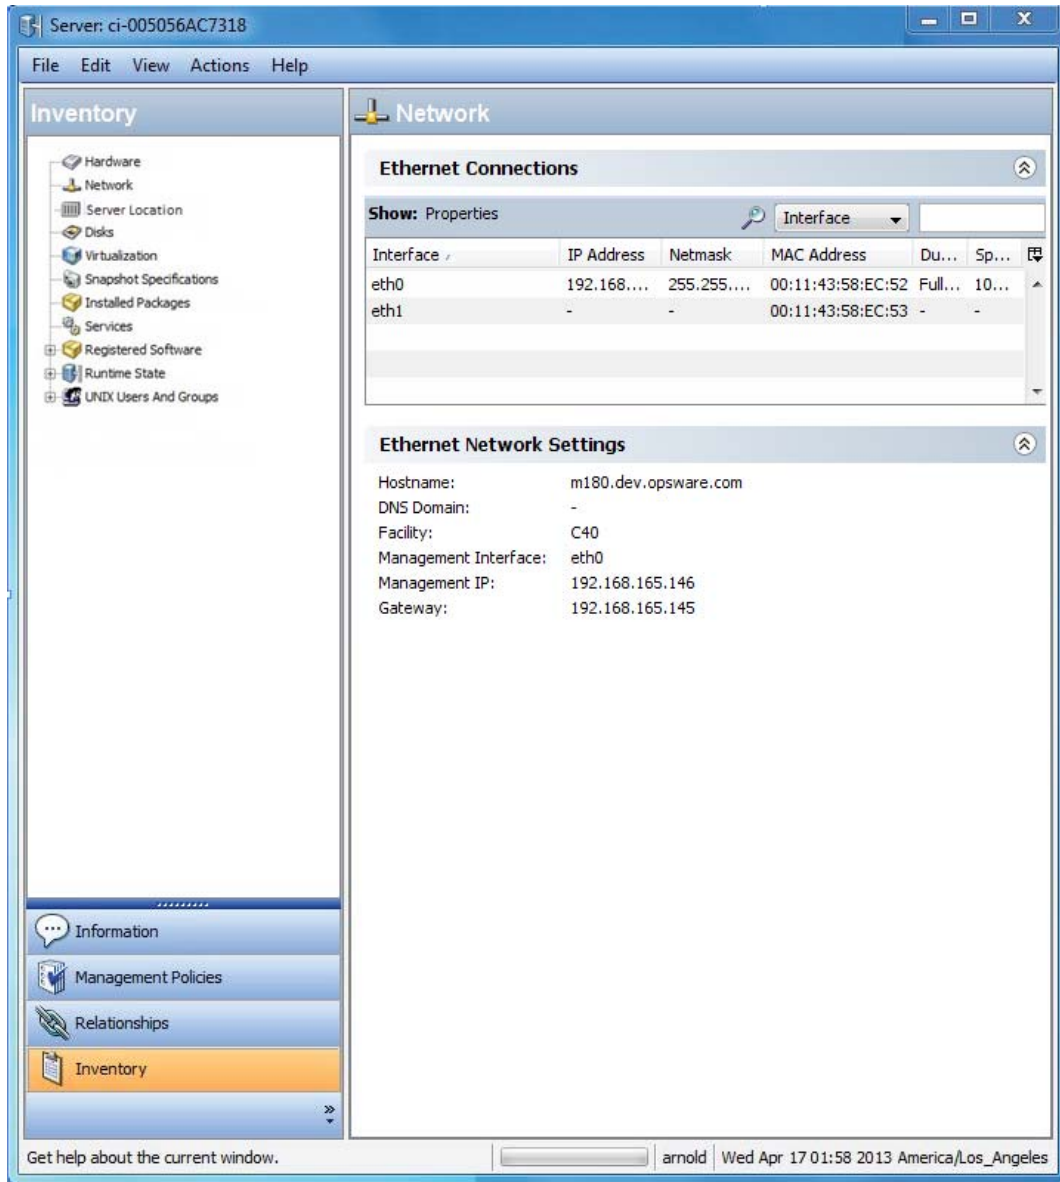 Server: ci-005056AC7318
File Edit View Actions Help
Inventory
Hardware
Network
Server Location
Disks
Virtualization
Snapshot Specifications
Installed Packages
Services
Registered Software
Runtime State
UNIX Users And Groups
Information
Management Policies
Relationships
Inventory
Network
Ethernet Connections
Show: Properties Interface
Interface IP Address Netmask MAC Address Du... Sp...
eth0 192.168.... 255.255.... 00:11:43:58:EC:52 Full... 10...
eth1 - - 00:11:43:58:EC:53 - -
Ethernet Network Settings
Hostname: m180.dev.opsware.com
DNS Domain: -
Facility: C40
Management Interface: eth0
Management IP: 192.168.165.146
Gateway: 192.168.165.145
Get help about the current window. arnold Wed Apr 17 01:58 2013 America/Los_Angeles